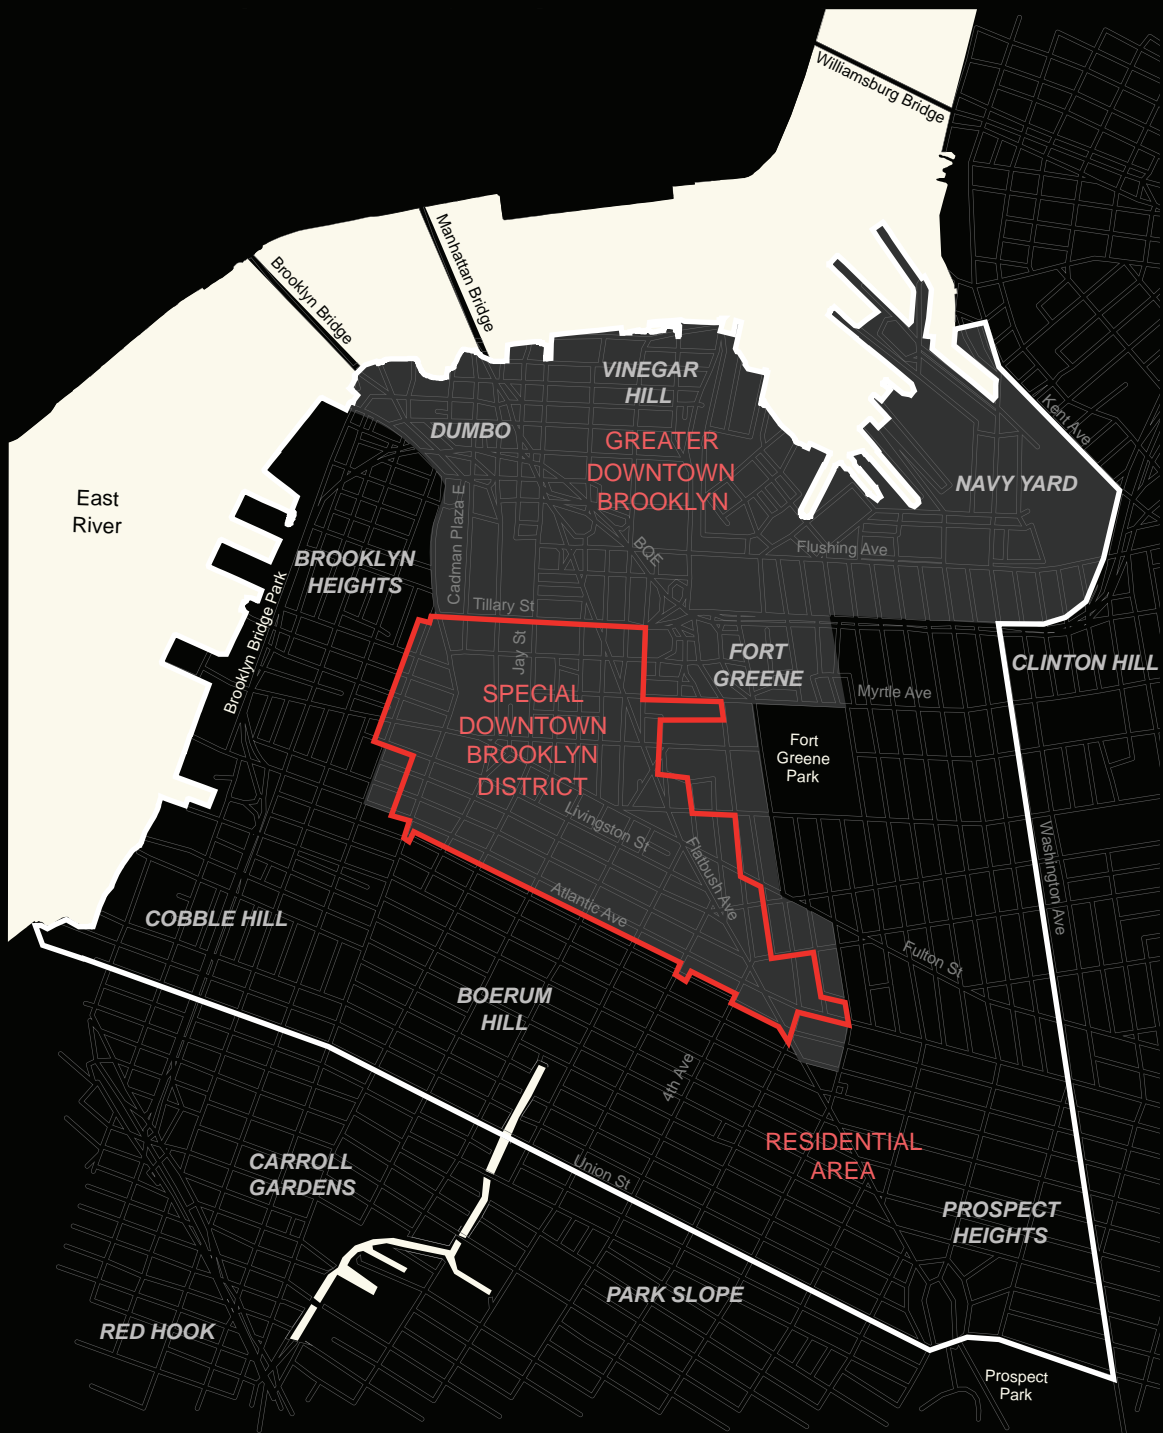 Williamsburg Bridge
Manhattan Bridge
Brooklyn Bridge
VINEGAR
HILL
DUMBO
Kent Ave
GREATER
DOWNTOWN
BROOKLYN
NAVY YARD
East
River
Cadman Plaza E
BQE
Flushing Ave
BROOKLYN
HEIGHTS
Brooklyn Bridge Park
Tillary St
Jay St
FORT
GREENE
CLINTON HILL
Myrtle Ave
SPECIAL
DOWNTOWN
BROOKLYN
DISTRICT
Fort
Greene
Park
Livingston St
Flatbush Ave
Washington Ave
Atlantic Ave
COBBLE HILL
Fulton St
BOERUM
HILL
4th Ave
RESIDENTIAL
AREA
CARROLL
GARDENS
Union St
PROSPECT
HEIGHTS
PARK SLOPE
RED HOOK
Prospect
Park